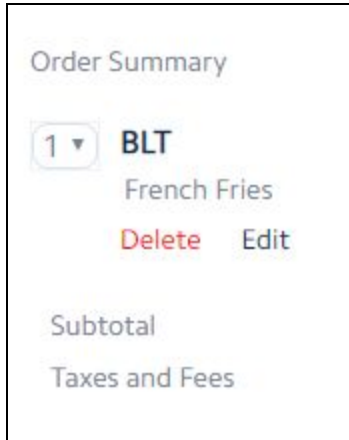 Order Summary
1 BLT
French Fries
Delete Edit
Subtotal
Taxes and Fees